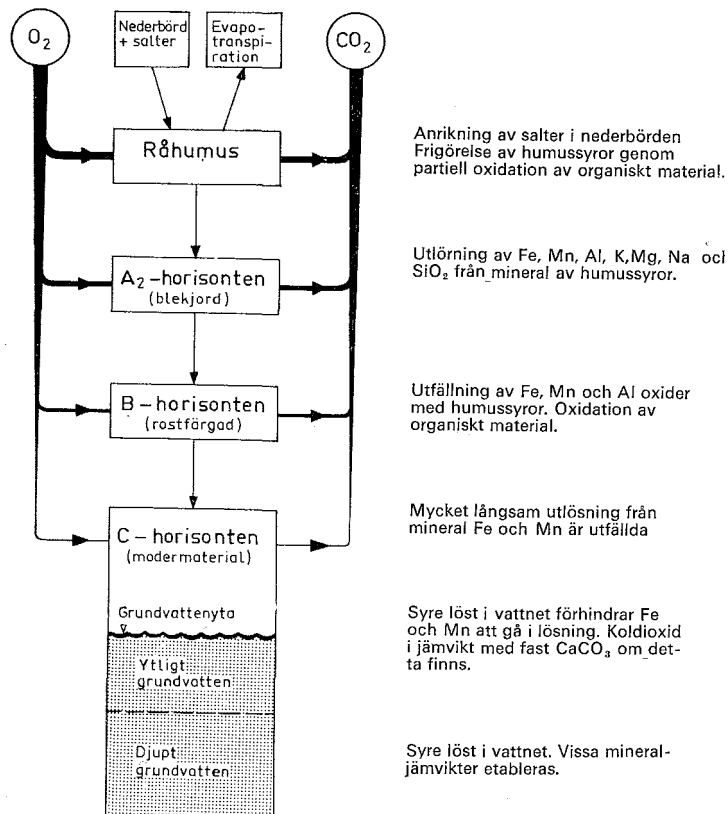 O₂
Nederbörd
+ salter
Evapo-
transpi-
ration
CO₂
Råhumus
Anrikning av salter i nederbörden
Frigörelse av humussyror genom
partiell oxidation av organiskt material.
A₂-horisonten
(blekjord)
Utlörning av Fe, Mn, Al, K,Mg, Na och
SiO₂ från mineral av humussyror.
B-horisonten
(rostfärgad)
Utfällning av Fe, Mn och Al oxider
med humussyror. Oxidation av
organiskt material.
C-horisonten
(modermaterial)
Mycket långsam utlösning från
mineral Fe och Mn är utfällda
Grundvattenyta
Syre löst i vattnet förhindrar Fe
och Mn att gå i lösning. Koldioxid
i jämvikt med fast CaCO₃ om det-
ta finns.
Ytligt
grundvatten
Djupt
grundvatten
Syre löst i vattnet. Vissa mineral-
jämvikter etableras.